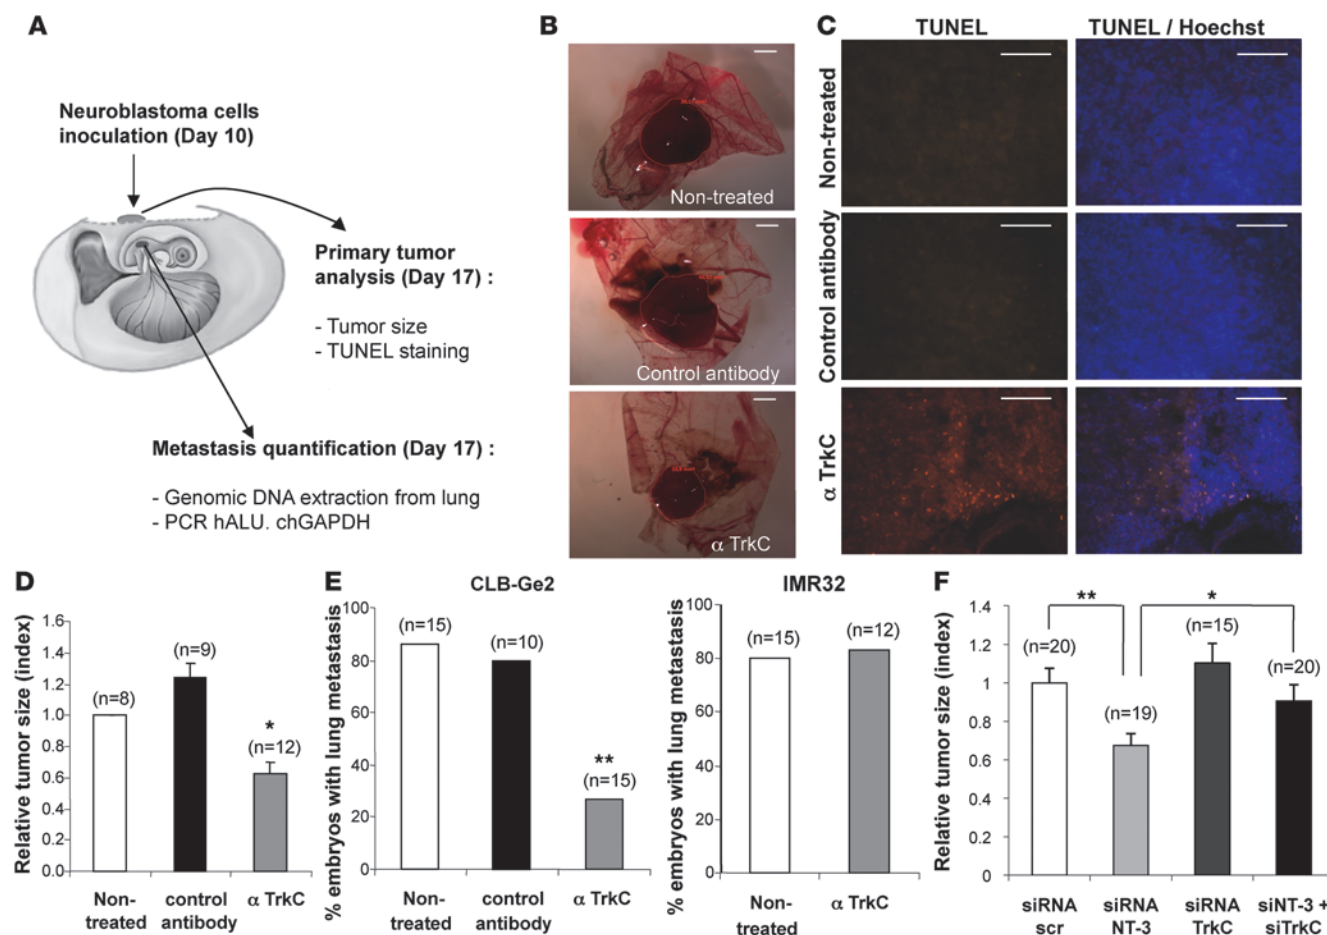 A
Neuroblastoma cells
inoculation (Day 10)
Primary tumor
analysis (Day 17) :
- Tumor size
- TUNEL staining
Metastasis quantification (Day 17) :
- Genomic DNA extraction from lung
- PCR hALU. chGAPDH
B
Non-treated
Control antibody
α TrkC
C
TUNEL
TUNEL / Hoechst
Non-treated
Control antibody
α TrkC
D
Relative tumor size (index)
1.6
1.4
1.2
1.0
0.8
0.6
0.4
0.2
0.0
(n=8)
(n=9)
*
(n=12)
Non-
treated
control
antibody
α TrkC
E
CLB-Ge2
% embryos with lung metastasis
100
80
60
40
20
0
(n=15)
(n=10)
**
(n=15)
Non-
treated
control
antibody
α TrkC
IMR32
% embryos with lung metastasis
100
80
60
40
20
0
(n=15)
(n=12)
Non-
treated
α TrkC
F
Relative tumor size (index)
1.4
1.2
1
0.8
0.6
0.4
0.2
0
**
*
(n=20)
(n=19)
(n=15)
(n=20)
siRNA
scr
siRNA
NT-3
siRNA
TrkC
siNT-3 +
siTrkC